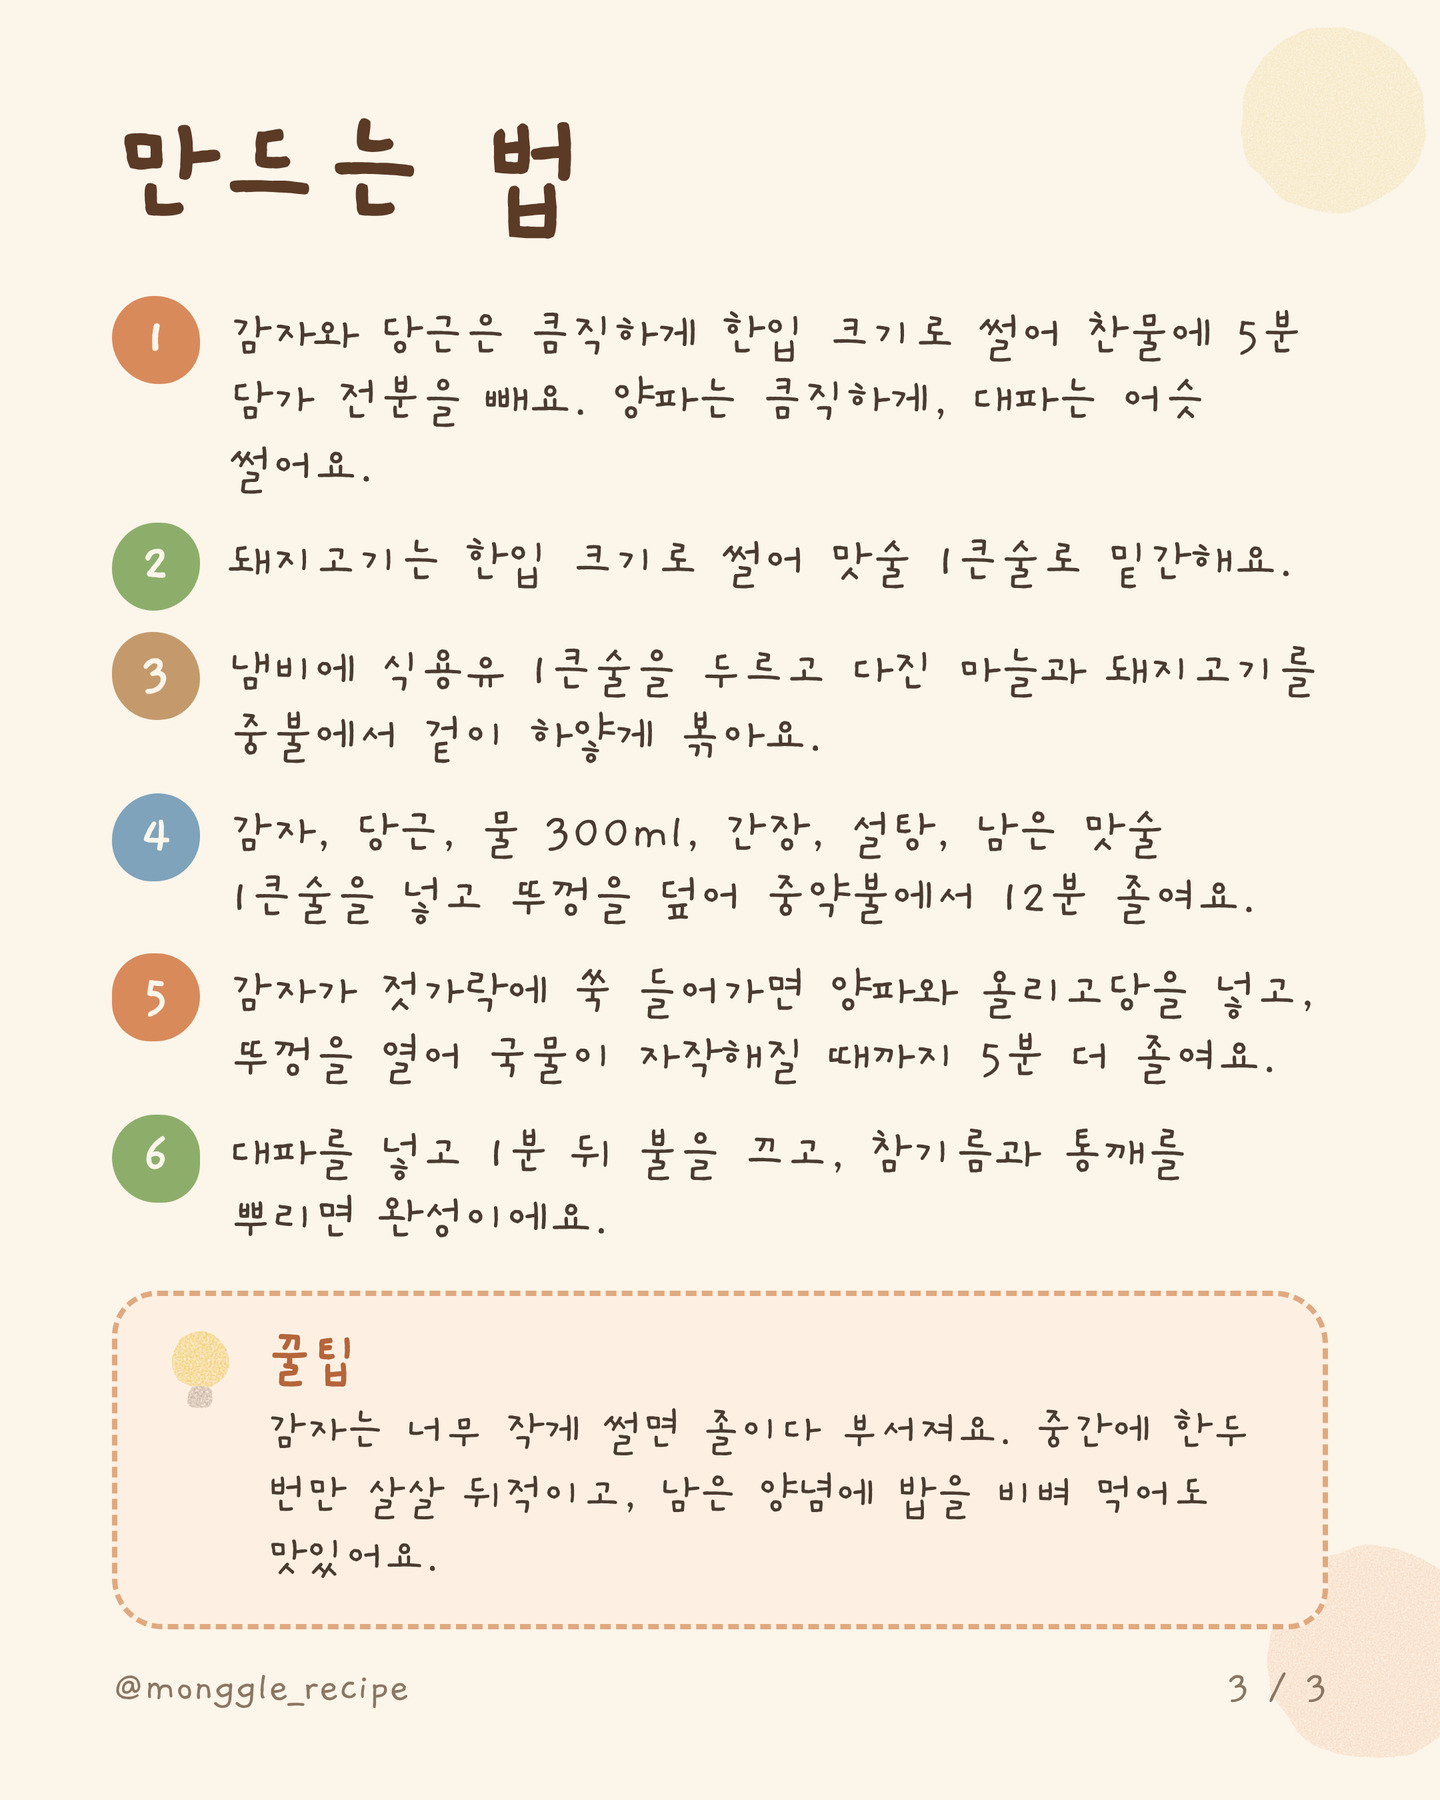 만드는 법
1 감자와 당근은 큼직하게 한입 크기로 썰어 찬물에 5분
담가 전분을 빼요. 양파는 큼직하게, 대파는 어슷
썰어요.
2 돼지고기는 한입 크기로 썰어 맛술 1큰술로 밑간해요.
3 냄비에 식용유 1큰술을 두르고 다진 마늘과 돼지고기를
중불에서 겉이 하얗게 볶아요.
4 감자, 당근, 물 300ml, 간장, 설탕, 남은 맛술
1큰술을 넣고 뚜껑을 덮어 중약불에서 12분 졸여요.
5 감자가 젓가락에 쑥 들어가면 양파와 올리고당을 넣고,
뚜껑을 열어 국물이 자작해질 때까지 5분 더 졸여요.
6 대파를 넣고 1분 뒤 불을 끄고, 참기름과 통깨를
뿌리면 완성이에요.
꿀팁
감자는 너무 작게 썰면 졸이다 부서져요. 중간에 한두
번만 살살 뒤적이고, 남은 양념에 밥을 비벼 먹어도
맛있어요.
@monggle_recipe
3 / 3